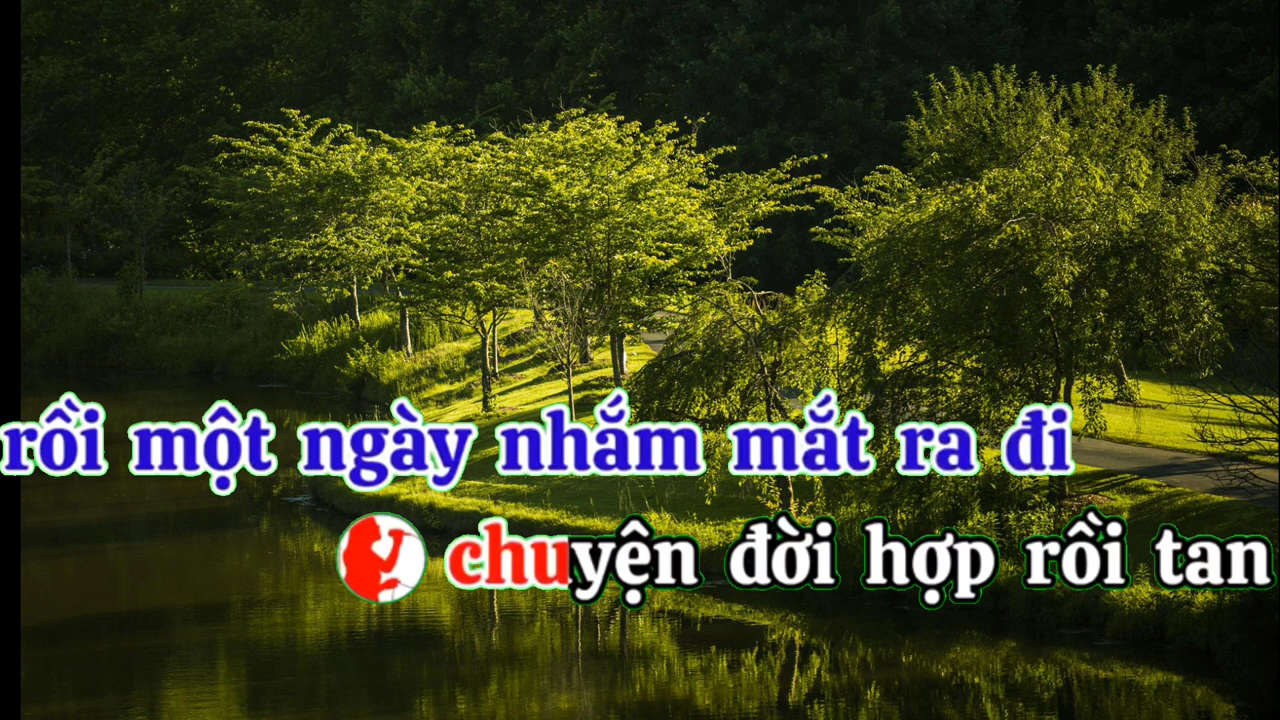 rồi một ngày nhắm mắt ra đi
chuyện đời hợp rồi tan